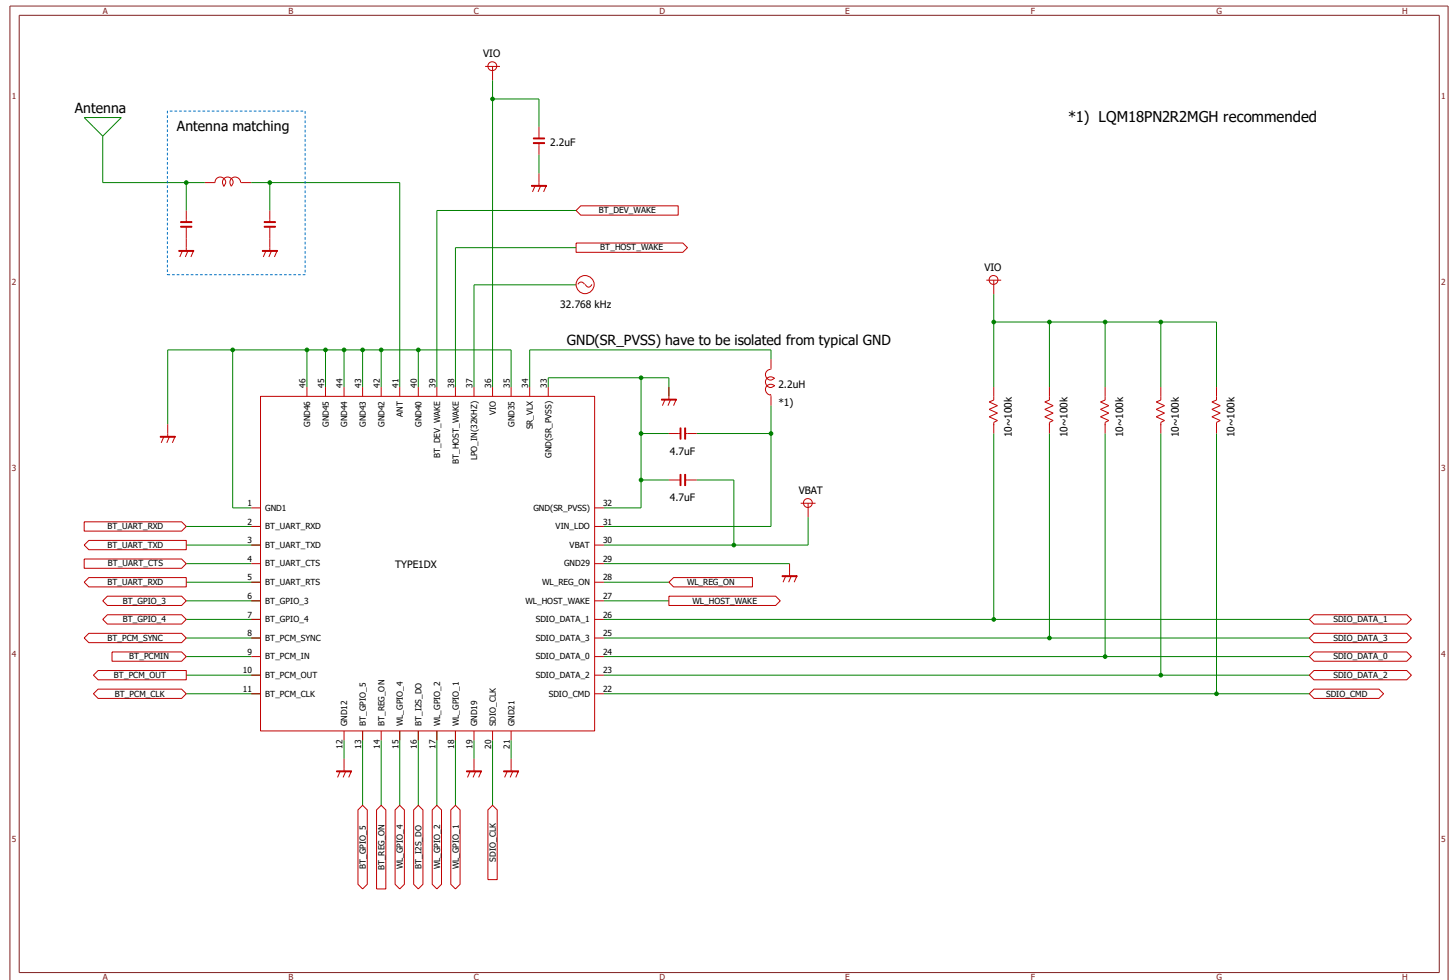 A B C D E F G H
1 1
2 2
3 3
4 4
5 5
VIO
Antenna
Antenna matching
*1) LQM18PN2R2MGH recommended
2.2uF
BT_DEV_WAKE
BT_HOST_WAKE
32.768 kHz
VIO
GND(SR_PVSS) have to be isolated from typical GND
2.2uH
*1)
4.7uF
4.7uF
VBAT
10~100k 10~100k 10~100k 10~100k 10~100k
46 45 44 43 42 41 40 39 38 37 36 35 34 33
GND46 GND45 GND44 GND43 GND42 ANT GND40 BT_DEV_WAKE BT_HOST_WAKE LPO_IN(32KHZ) VIO GND35 SR_VLX GND(SR_PVSS)
TYPE1DX
1 GND1
BT_UART_RXD 2 BT_UART_RXD
BT_UART_TXD 3 BT_UART_TXD
BT_UART_CTS 4 BT_UART_CTS
BT_UART_RXD 5 BT_UART_RTS
BT_GPIO_3 6 BT_GPIO_3
BT_GPIO_4 7 BT_GPIO_4
BT_PCM_SYNC 8 BT_PCM_SYNC
BT_PCMIN 9 BT_PCM_IN
BT_PCM_OUT 10 BT_PCM_OUT
BT_PCM_CLK 11 BT_PCM_CLK
GND(SR_PVSS) 32
VIN_LDO 31
VBAT 30
GND29 29
WL_REG_ON 28 WL_REG_ON
WL_HOST_WAKE 27 WL_HOST_WAKE
SDIO_DATA_1 26 SDIO_DATA_1
SDIO_DATA_3 25 SDIO_DATA_3
SDIO_DATA_0 24 SDIO_DATA_0
SDIO_DATA_2 23 SDIO_DATA_2
SDIO_CMD 22 SDIO_CMD
GND12 BT_GPIO_5 BT_REG_ON WL_GPIO_4 BT_I2S_DO WL_GPIO_2 WL_GPIO_1 GND19 SDIO_CLK GND21
12 13 14 15 16 17 18 19 20 21
BT_GPIO_5 BT_REG_ON WL_GPIO_4 BT_I2S_DO WL_GPIO_2 WL_GPIO_1 SDIO_CLK
A B C D E F G H